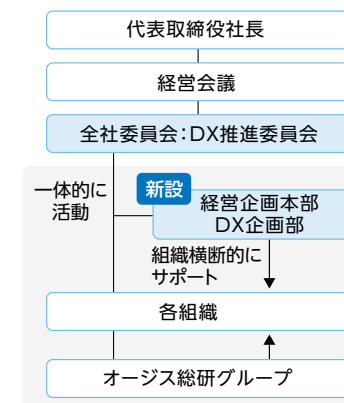 代表取締役社長
経営会議
全社委員会：DX推進委員会
一体的に
活動
新設
経営企画本部
DX企画部
組織横断的に
サポート
各組織
オージス総研グループ